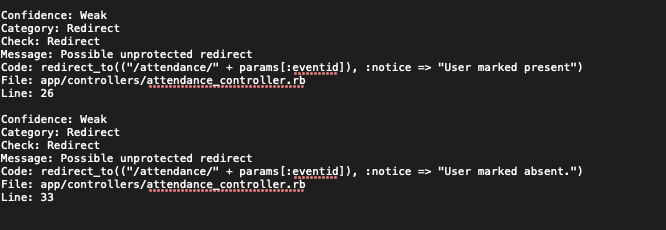 Confidence: Weak
Category: Redirect
Check: Redirect
Message: Possible unprotected redirect
Code: redirect_to(("/attendance/" + params[:eventid]), :notice => "User marked present")
File: app/controllers/attendance_controller.rb
Line: 26

Confidence: Weak
Category: Redirect
Check: Redirect
Message: Possible unprotected redirect
Code: redirect_to(("/attendance/" + params[:eventid]), :notice => "User marked absent.")
File: app/controllers/attendance_controller.rb
Line: 33